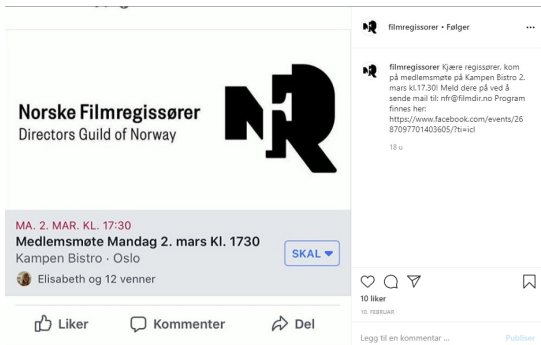 Norske Filmregissører
Directors Guild of Norway
NFR
MA. 2. MAR. KL. 17:30
Medlemsmøte Mandag 2. mars Kl. 1730
Kampen Bistro · Oslo
SKAL
Elisabeth og 12 venner
Liker
Kommenter
Del
filmregissorer • Følger
filmregissorer Kjære regissører, kom
på medlemsmøte på Kampen Bistro 2.
mars kl.17.30! Meld dere på ved å
sende mail til: nfr@filmdir.no Program
finnes her:
https://www.facebook.com/events/26
87097701403605/?ti=icl
18 u
10 liker
10. FEBRUAR
Legg til en kommentar ...
Publiser